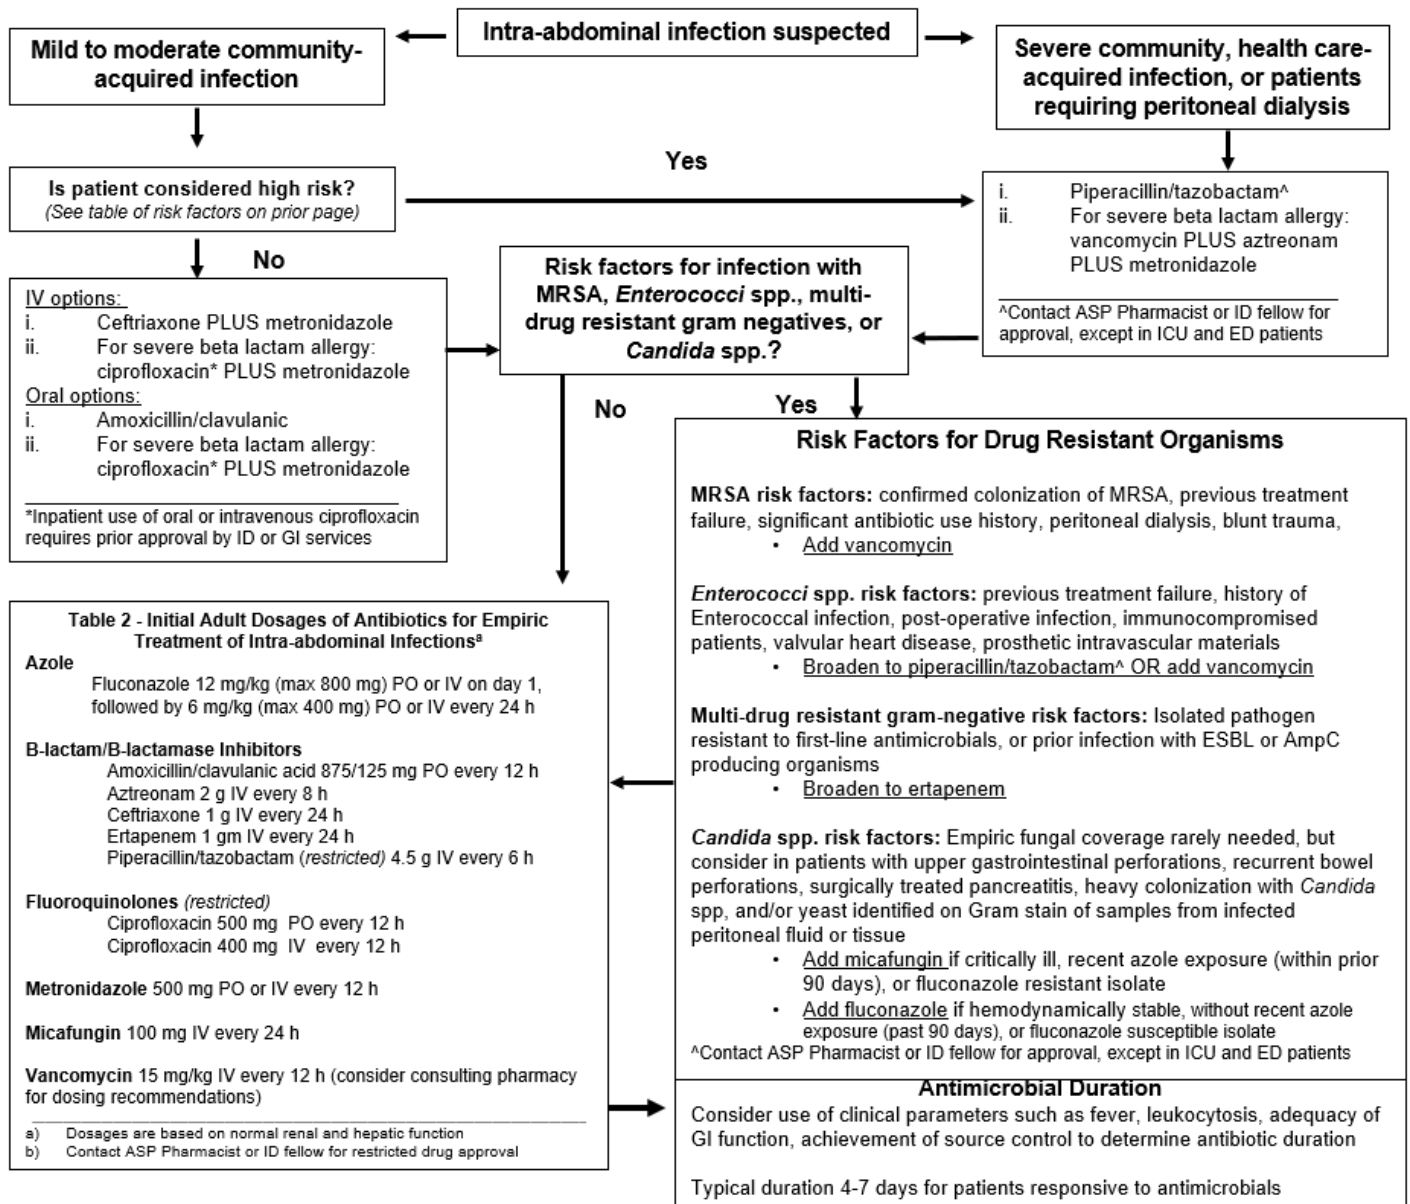 Intra-abdominal infection suspected
Mild to moderate community-
acquired infection
Severe community, health care-
acquired infection, or patients
requiring peritoneal dialysis
Yes
Is patient considered high risk?
(See table of risk factors on prior page)
i. Piperacillin/tazobactam^
ii. For severe beta lactam allergy:
vancomycin PLUS aztreonam
PLUS metronidazole
^Contact ASP Pharmacist or ID fellow for
approval, except in ICU and ED patients
No
IV options:
i. Ceftriaxone PLUS metronidazole
ii. For severe beta lactam allergy:
ciprofloxacin* PLUS metronidazole
Oral options:
i. Amoxicillin/clavulanic
ii. For severe beta lactam allergy:
ciprofloxacin* PLUS metronidazole
*Inpatient use of oral or intravenous ciprofloxacin
requires prior approval by ID or GI services
Risk factors for infection with
MRSA, Enterococci spp., multi-
drug resistant gram negatives, or
Candida spp.?
No
Yes
Risk Factors for Drug Resistant Organisms
MRSA risk factors: confirmed colonization of MRSA, previous treatment
failure, significant antibiotic use history, peritoneal dialysis, blunt trauma,
• Add vancomycin
Enterococci spp. risk factors: previous treatment failure, history of
Enterococcal infection, post-operative infection, immunocompromised
patients, valvular heart disease, prosthetic intravascular materials
• Broaden to piperacillin/tazobactam^ OR add vancomycin
Multi-drug resistant gram-negative risk factors: Isolated pathogen
resistant to first-line antimicrobials, or prior infection with ESBL or AmpC
producing organisms
• Broaden to ertapenem
Candida spp. risk factors: Empiric fungal coverage rarely needed, but
consider in patients with upper gastrointestinal perforations, recurrent bowel
perforations, surgically treated pancreatitis, heavy colonization with Candida
spp, and/or yeast identified on Gram stain of samples from infected
peritoneal fluid or tissue
• Add micafungin if critically ill, recent azole exposure (within prior
90 days), or fluconazole resistant isolate
• Add fluconazole if hemodynamically stable, without recent azole
exposure (past 90 days), or fluconazole susceptible isolate
^Contact ASP Pharmacist or ID fellow for approval, except in ICU and ED patients
Table 2 - Initial Adult Dosages of Antibiotics for Empiric
Treatment of Intra-abdominal Infectionsa
Azole
Fluconazole 12 mg/kg (max 800 mg) PO or IV on day 1,
followed by 6 mg/kg (max 400 mg) PO or IV every 24 h
B-lactam/B-lactamase Inhibitors
Amoxicillin/clavulanic acid 875/125 mg PO every 12 h
Aztreonam 2 g IV every 8 h
Ceftriaxone 1 g IV every 24 h
Ertapenem 1 gm IV every 24 h
Piperacillin/tazobactam (restricted) 4.5 g IV every 6 h
Fluoroquinolones (restricted)
Ciprofloxacin 500 mg PO every 12 h
Ciprofloxacin 400 mg IV every 12 h
Metronidazole 500 mg PO or IV every 12 h
Micafungin 100 mg IV every 24 h
Vancomycin 15 mg/kg IV every 12 h (consider consulting pharmacy
for dosing recommendations)
a) Dosages are based on normal renal and hepatic function
b) Contact ASP Pharmacist or ID fellow for restricted drug approval
Antimicrobial Duration
Consider use of clinical parameters such as fever, leukocytosis, adequacy of
GI function, achievement of source control to determine antibiotic duration
Typical duration 4-7 days for patients responsive to antimicrobials